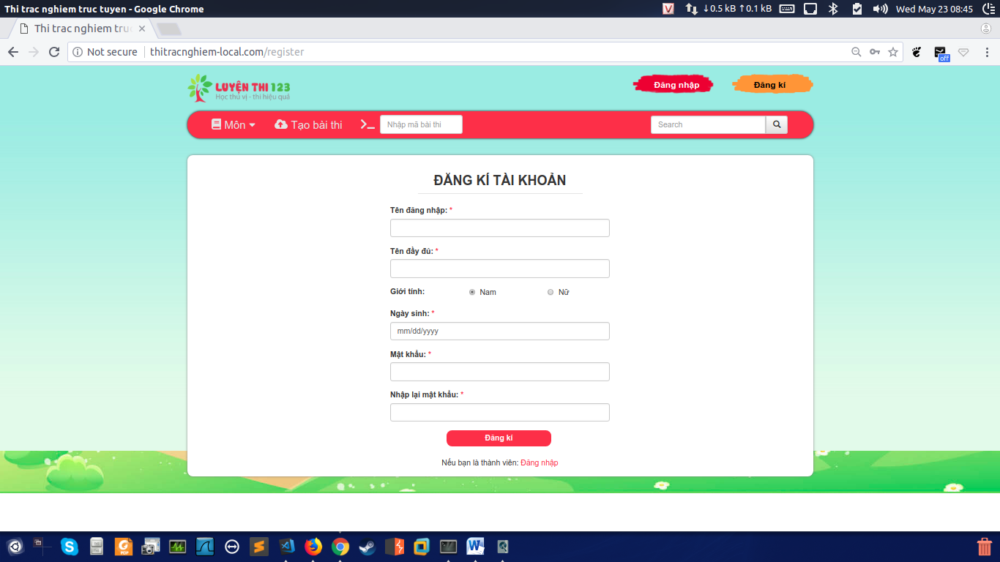 Thi trac nghiem truc tuyen - Google Chrome
↓0.5 kB ↑0.1 kB
Wed May 23 08:45
Thi trac nghiem truc
Not secure
thitracnghiem-local.com/register
off
LUYỆN THI 123
Học thú vị - thi hiệu quả
Đăng nhập
Đăng kí
Môn
Tạo bài thi
Nhập mã bài thi
Search
ĐĂNG KÍ TÀI KHOẢN
Tên đăng nhập: *
Tên đầy đủ: *
Giới tính:
Nam
Nữ
Ngày sinh: *
mm/dd/yyyy
Mật khẩu: *
Nhập lại mật khẩu: *
Đăng kí
Nếu bạn là thành viên: Đăng nhập